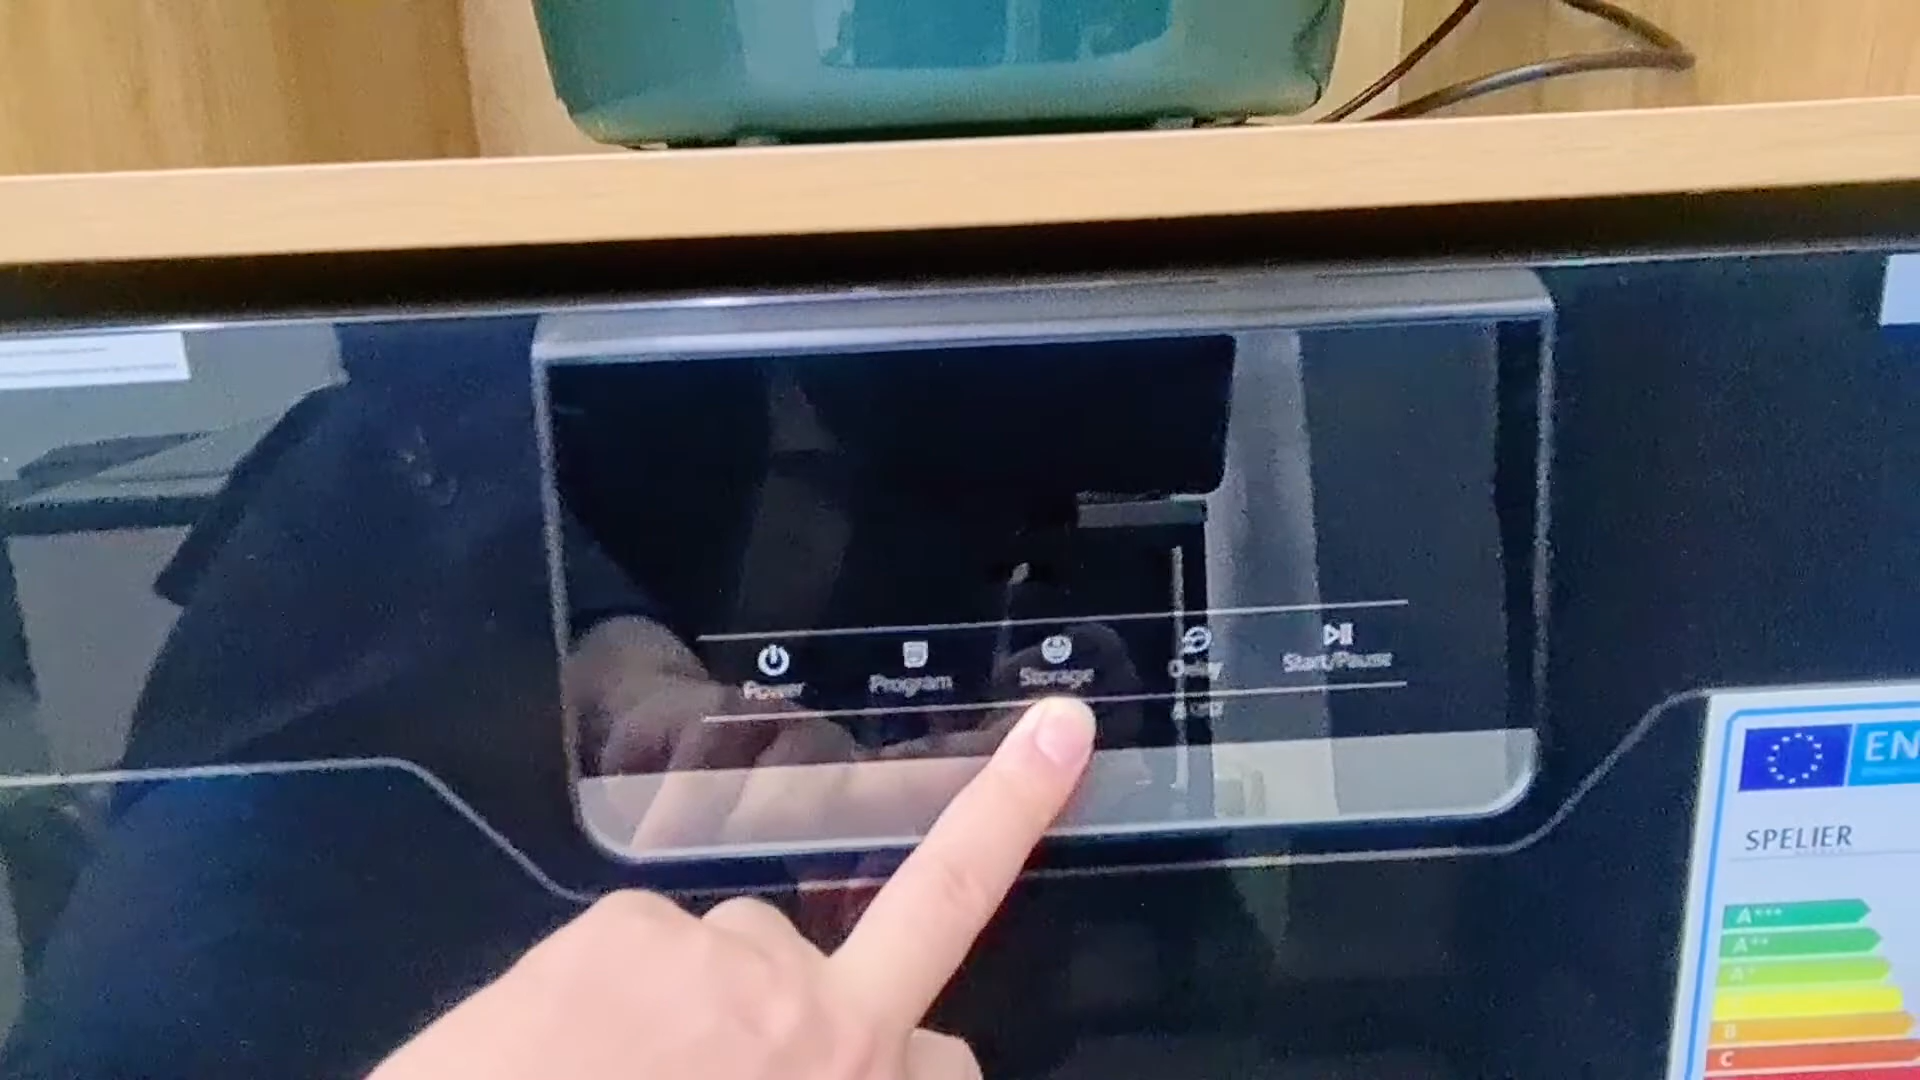 Power
Program
Storage
Delay
Start/Pause
EN
SPELIER
A+++
A++
A+
B
C